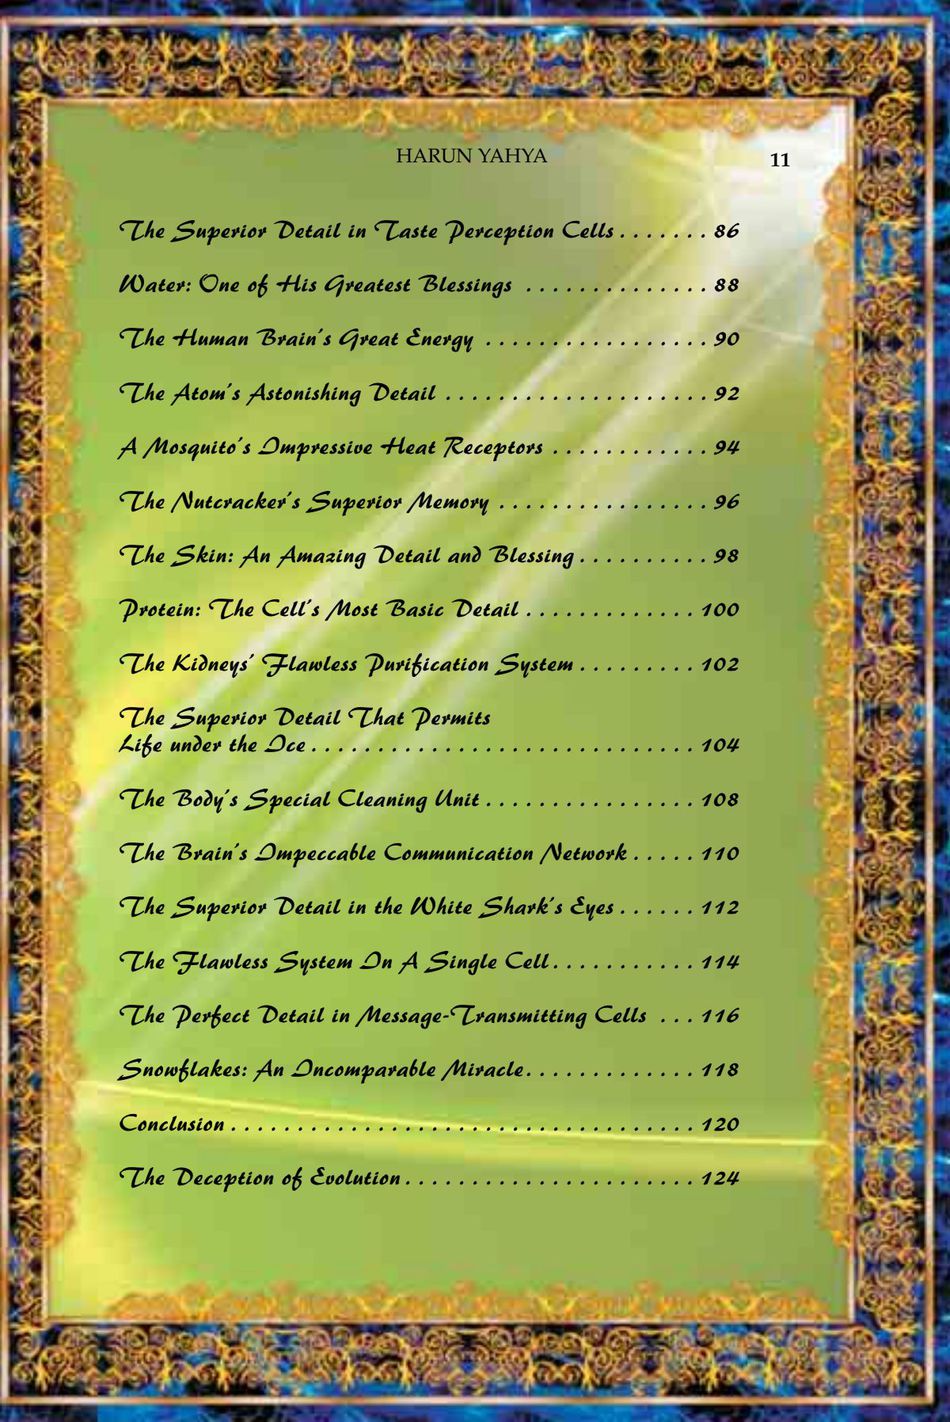 HARUN YAHYA 11
The Superior Detail in Taste Perception Cells . . . . . . . 86
Water: One of His Greatest Blessings . . . . . . . . . . . . . . 88
The Human Brain's Great Energy . . . . . . . . . . . . . . . . . 90
The Atom's Astonishing Detail . . . . . . . . . . . . . . . . . . . . 92
A Mosquito's Impressive Heat Receptors . . . . . . . . . . . . 94
The Nutcracker's Superior Memory . . . . . . . . . . . . . . . . 96
The Skin: An Amazing Detail and Blessing . . . . . . . . . . 98
Protein: The Cell's Most Basic Detail . . . . . . . . . . . . . 100
The Kidneys' Flawless Purification System . . . . . . . . . 102
The Superior Detail That Permits
Life under the Ice . . . . . . . . . . . . . . . . . . . . . . . . . . . . . 104
The Body's Special Cleaning Unit . . . . . . . . . . . . . . . . 108
The Brain's Impeccable Communication Network . . . . . 110
The Superior Detail in the White Shark's Eyes . . . . . . 112
The Flawless System In A Single Cell . . . . . . . . . . . 114
The Perfect Detail in Message-Transmitting Cells . . . 116
Snowflakes: An Incomparable Miracle . . . . . . . . . . . . . 118
Conclusion . . . . . . . . . . . . . . . . . . . . . . . . . . . . . . . . . . . 120
The Deception of Evolution . . . . . . . . . . . . . . . . . . . . . . 124